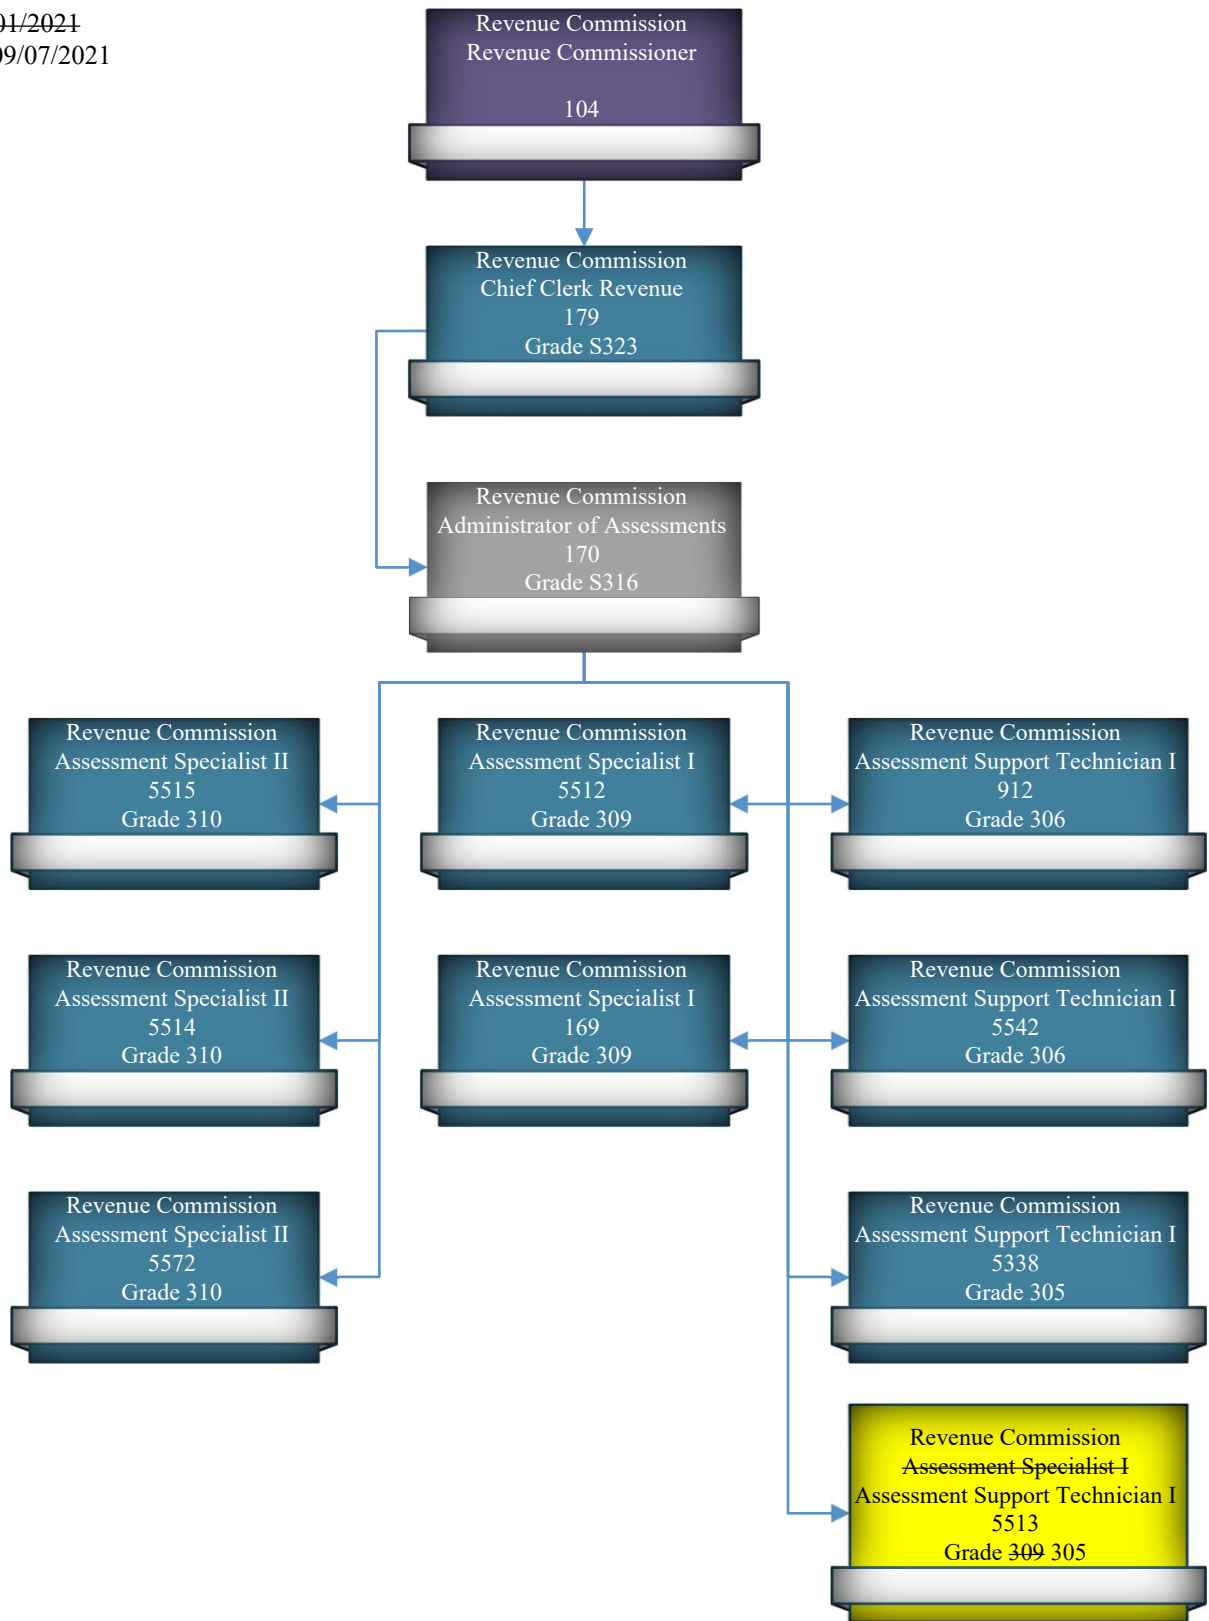 01/2021
09/07/2021
Revenue Commission
Revenue Commissioner
104
Revenue Commission
Chief Clerk Revenue
179
Grade S323
Revenue Commission
Administrator of Assessments
170
Grade S316
Revenue Commission
Assessment Specialist II
5515
Grade 310
Revenue Commission
Assessment Specialist I
5512
Grade 309
Revenue Commission
Assessment Support Technician I
912
Grade 306
Revenue Commission
Assessment Specialist II
5514
Grade 310
Revenue Commission
Assessment Specialist I
169
Grade 309
Revenue Commission
Assessment Support Technician I
5542
Grade 306
Revenue Commission
Assessment Specialist II
5572
Grade 310
Revenue Commission
Assessment Support Technician I
5338
Grade 305
Revenue Commission
Assessment Specialist I
Assessment Support Technician I
5513
Grade 309 305